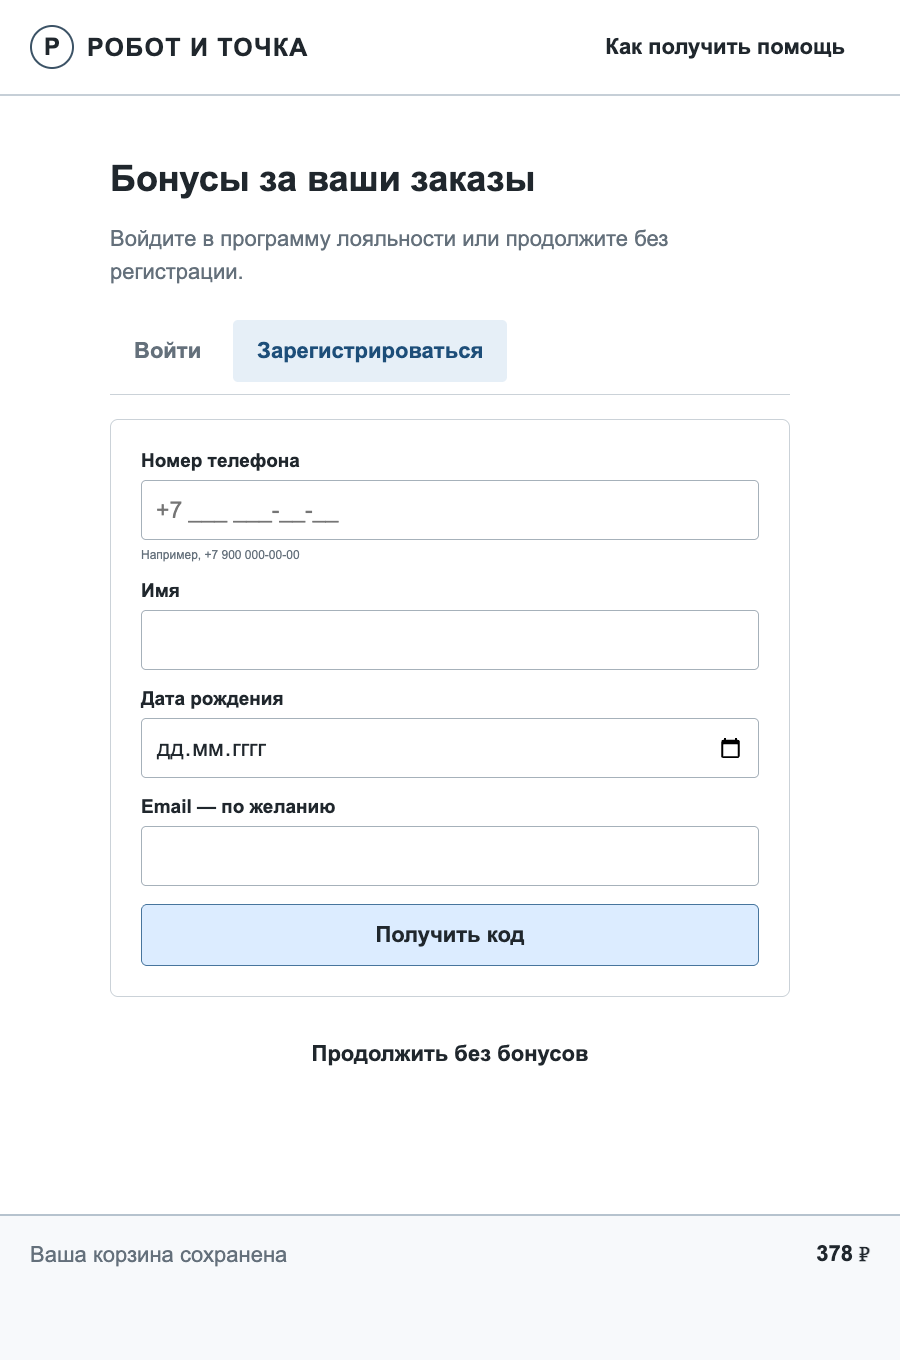 Р РОБОТ И ТОЧКА
Как получить помощь
Бонусы за ваши заказы
Войдите в программу лояльности или продолжите без
регистрации.
Войти
Зарегистрироваться
Номер телефона
+7 ___ ___-__-__
Например, +7 900 000-00-00
Имя
Дата рождения
дд.мм.гггг
Email — по желанию
Получить код
Продолжить без бонусов
Ваша корзина сохранена
378 ₽